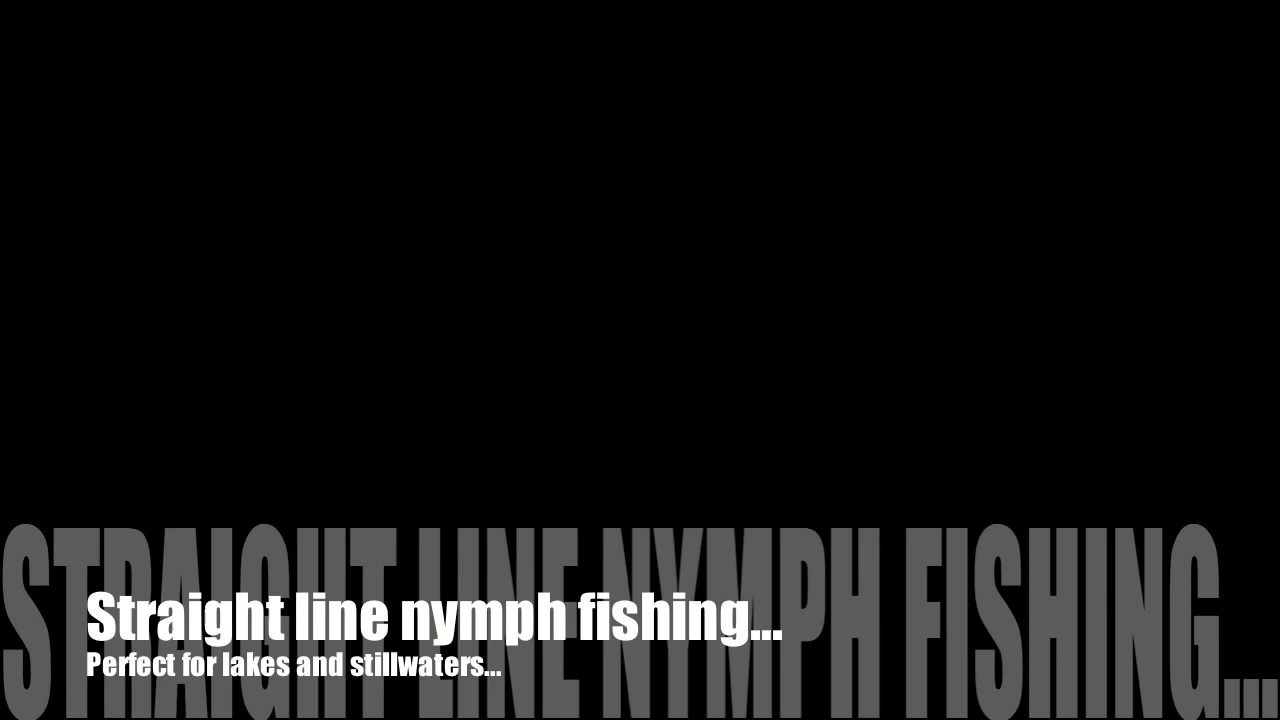 STRAIGHT LINE NYMPH FISHING...
Straight line nymph fishing...
Perfect for lakes and stillwaters...